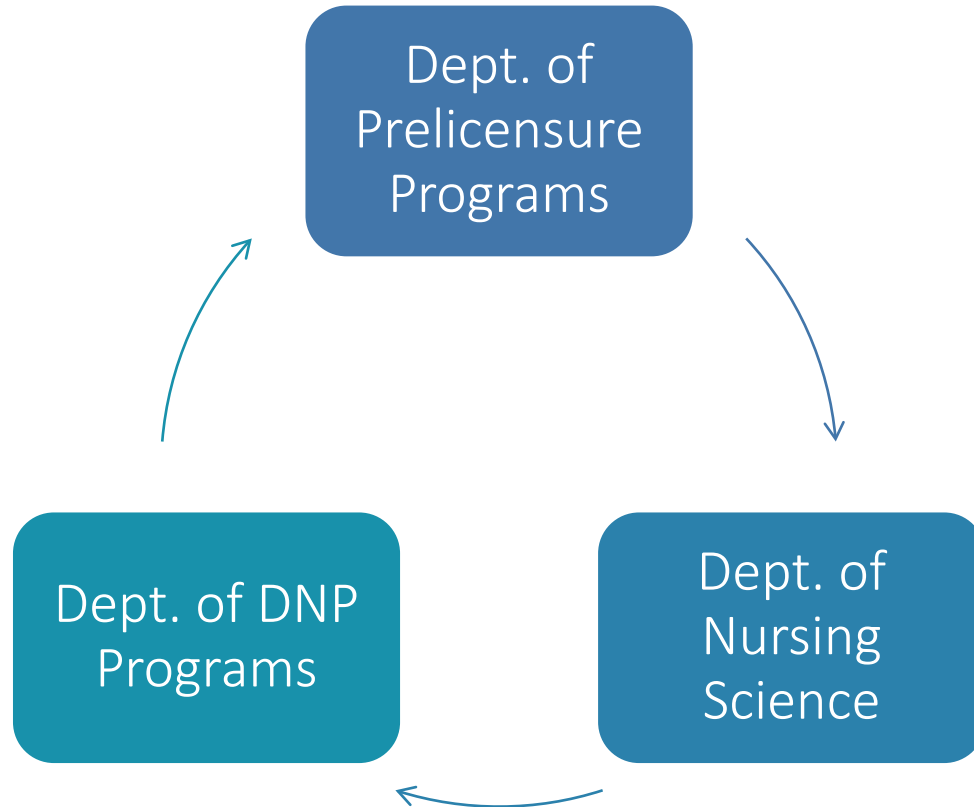 Dept. of
Prelicensure
Programs
Dept. of DNP
Programs
Dept. of
Nursing
Science